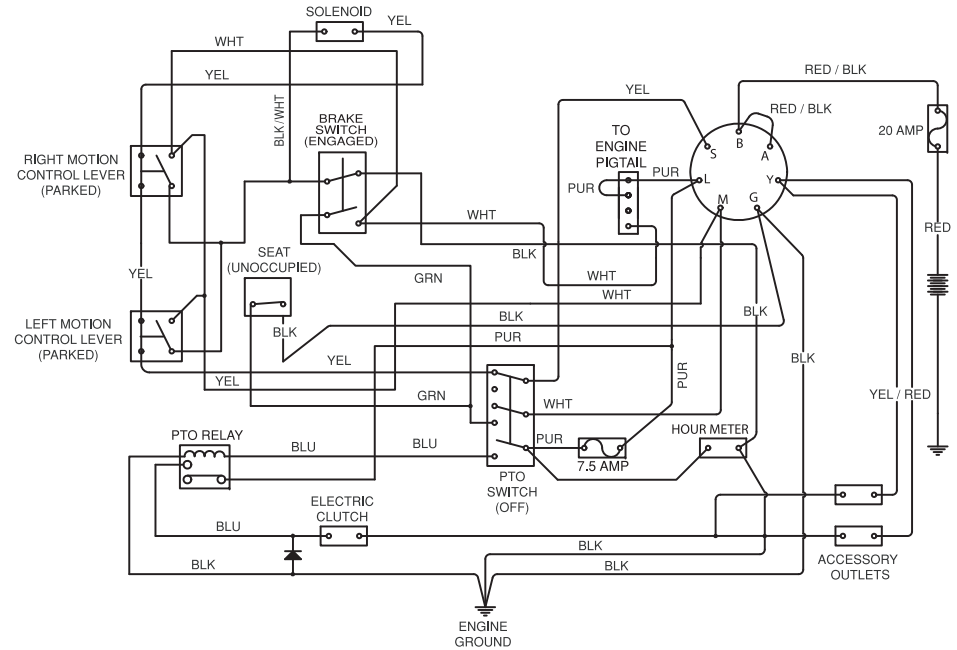 SOLENOID
YEL
WHT
YEL
BLK / WHT
BRAKE
SWITCH
(ENGAGED)
RIGHT MOTION
CONTROL LEVER
(PARKED)
YEL
TO
ENGINE
PIGTAIL
PUR
PUR
RED / BLK
RED / BLK
20 AMP
B
A
S
L
Y
M
G
WHT
BLK
RED
SEAT
(UNOCCUPIED)
YEL
GRN
WHT
WHT
BLK
BLK
BLK
LEFT MOTION
CONTROL LEVER
(PARKED)
PUR
YEL
YEL
PUR
BLK
GRN
WHT
YEL / RED
PTO RELAY
BLU
BLU
PUR
HOUR METER
7.5 AMP
PTO
SWITCH
(OFF)
ELECTRIC
CLUTCH
BLU
BLK
BLK
BLK
ACCESSORY
OUTLETS
ENGINE
GROUND